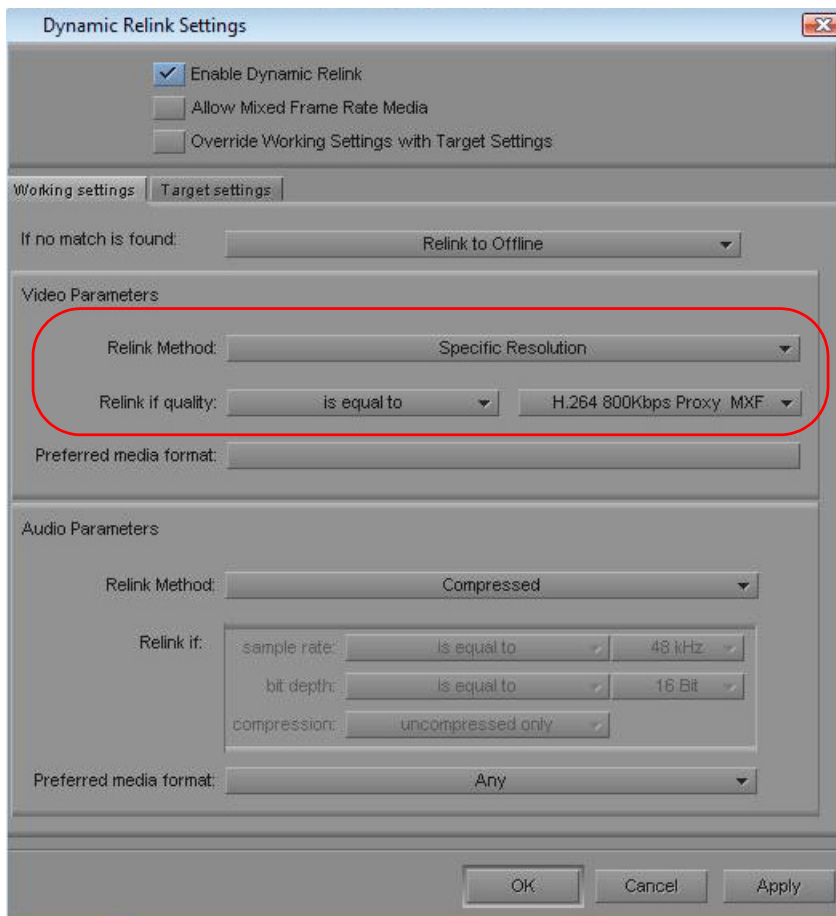 Dynamic Relink Settings
Enable Dynamic Relink
Allow Mixed Frame Rate Media
Override Working Settings with Target Settings
Working settings Target settings
If no match is found: Relink to Offline
Video Parameters
Relink Method: Specific Resolution
Relink if quality: is equal to H.264 800Kbps Proxy MXF
Preferred media format:
Audio Parameters
Relink Method: Compressed
Relink if: sample rate: is equal to 48 kHz
bit depth: is equal to 16 Bit
compression: uncompressed only
Preferred media format: Any
OK Cancel Apply